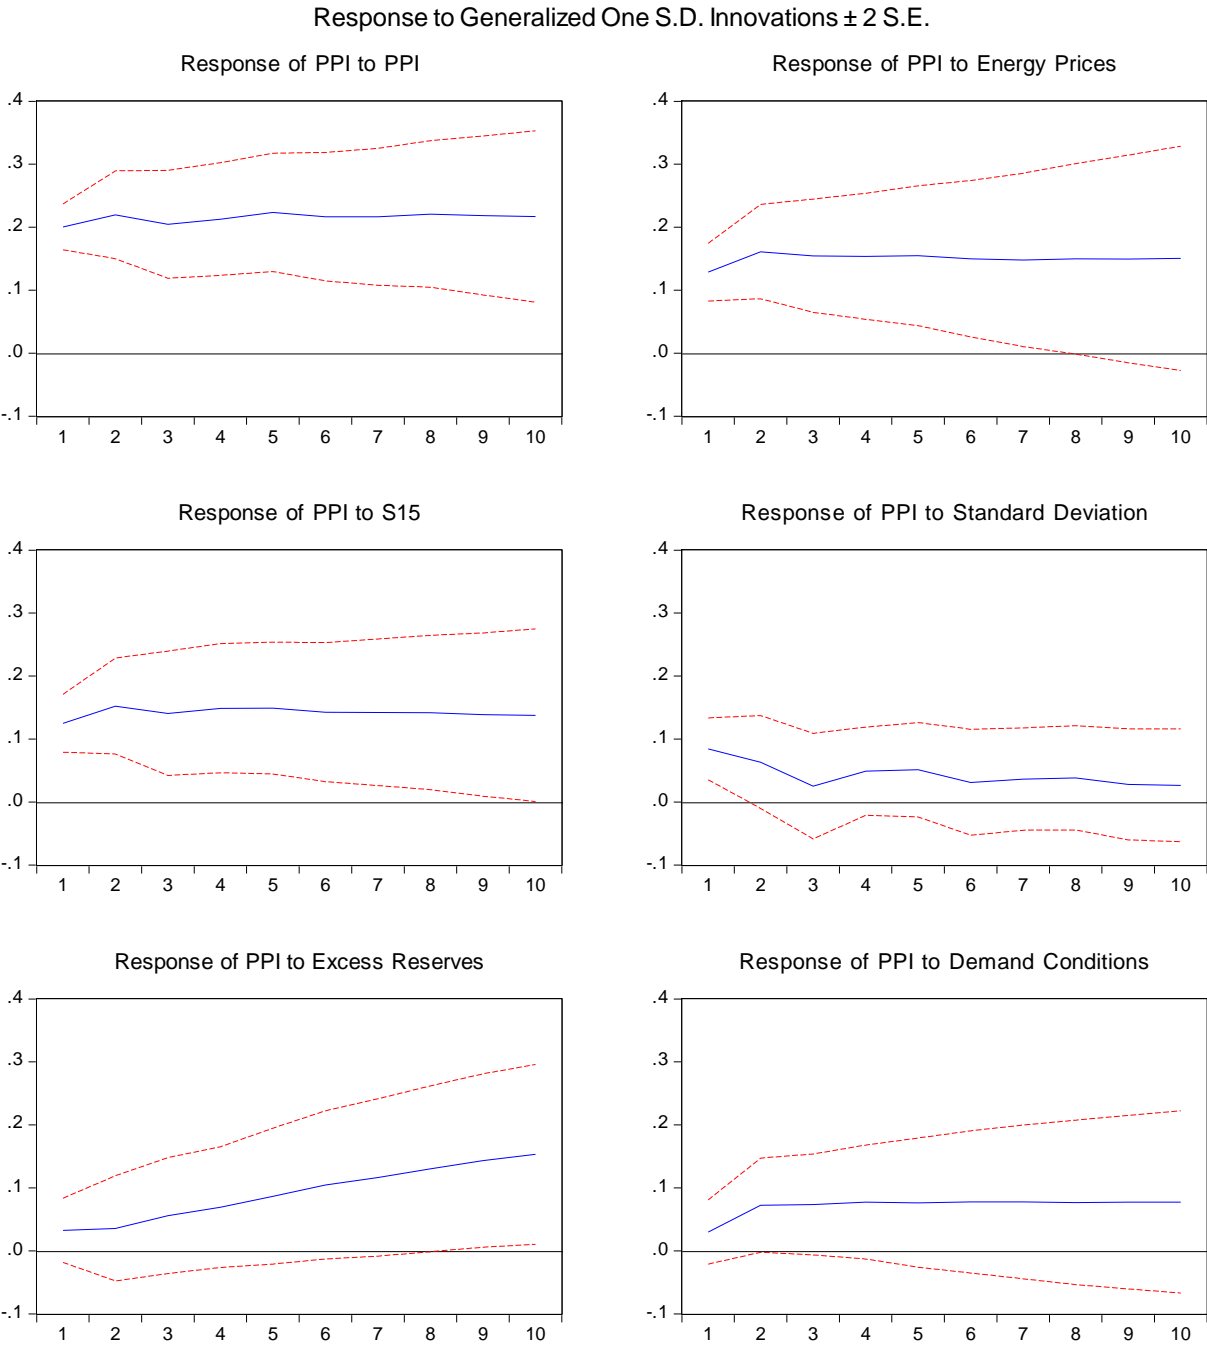 Response to Generalized One S.D. Innovations ± 2 S.E.
Response of PPI to PPI
.4
.3
.2
.1
.0
-.1
1 2 3 4 5 6 7 8 9 10
Response of PPI to Energy Prices
.4
.3
.2
.1
.0
-.1
1 2 3 4 5 6 7 8 9 10
Response of PPI to S15
.4
.3
.2
.1
.0
-.1
1 2 3 4 5 6 7 8 9 10
Response of PPI to Standard Deviation
.4
.3
.2
.1
.0
-.1
1 2 3 4 5 6 7 8 9 10
Response of PPI to Excess Reserves
.4
.3
.2
.1
.0
-.1
1 2 3 4 5 6 7 8 9 10
Response of PPI to Demand Conditions
.4
.3
.2
.1
.0
-.1
1 2 3 4 5 6 7 8 9 10